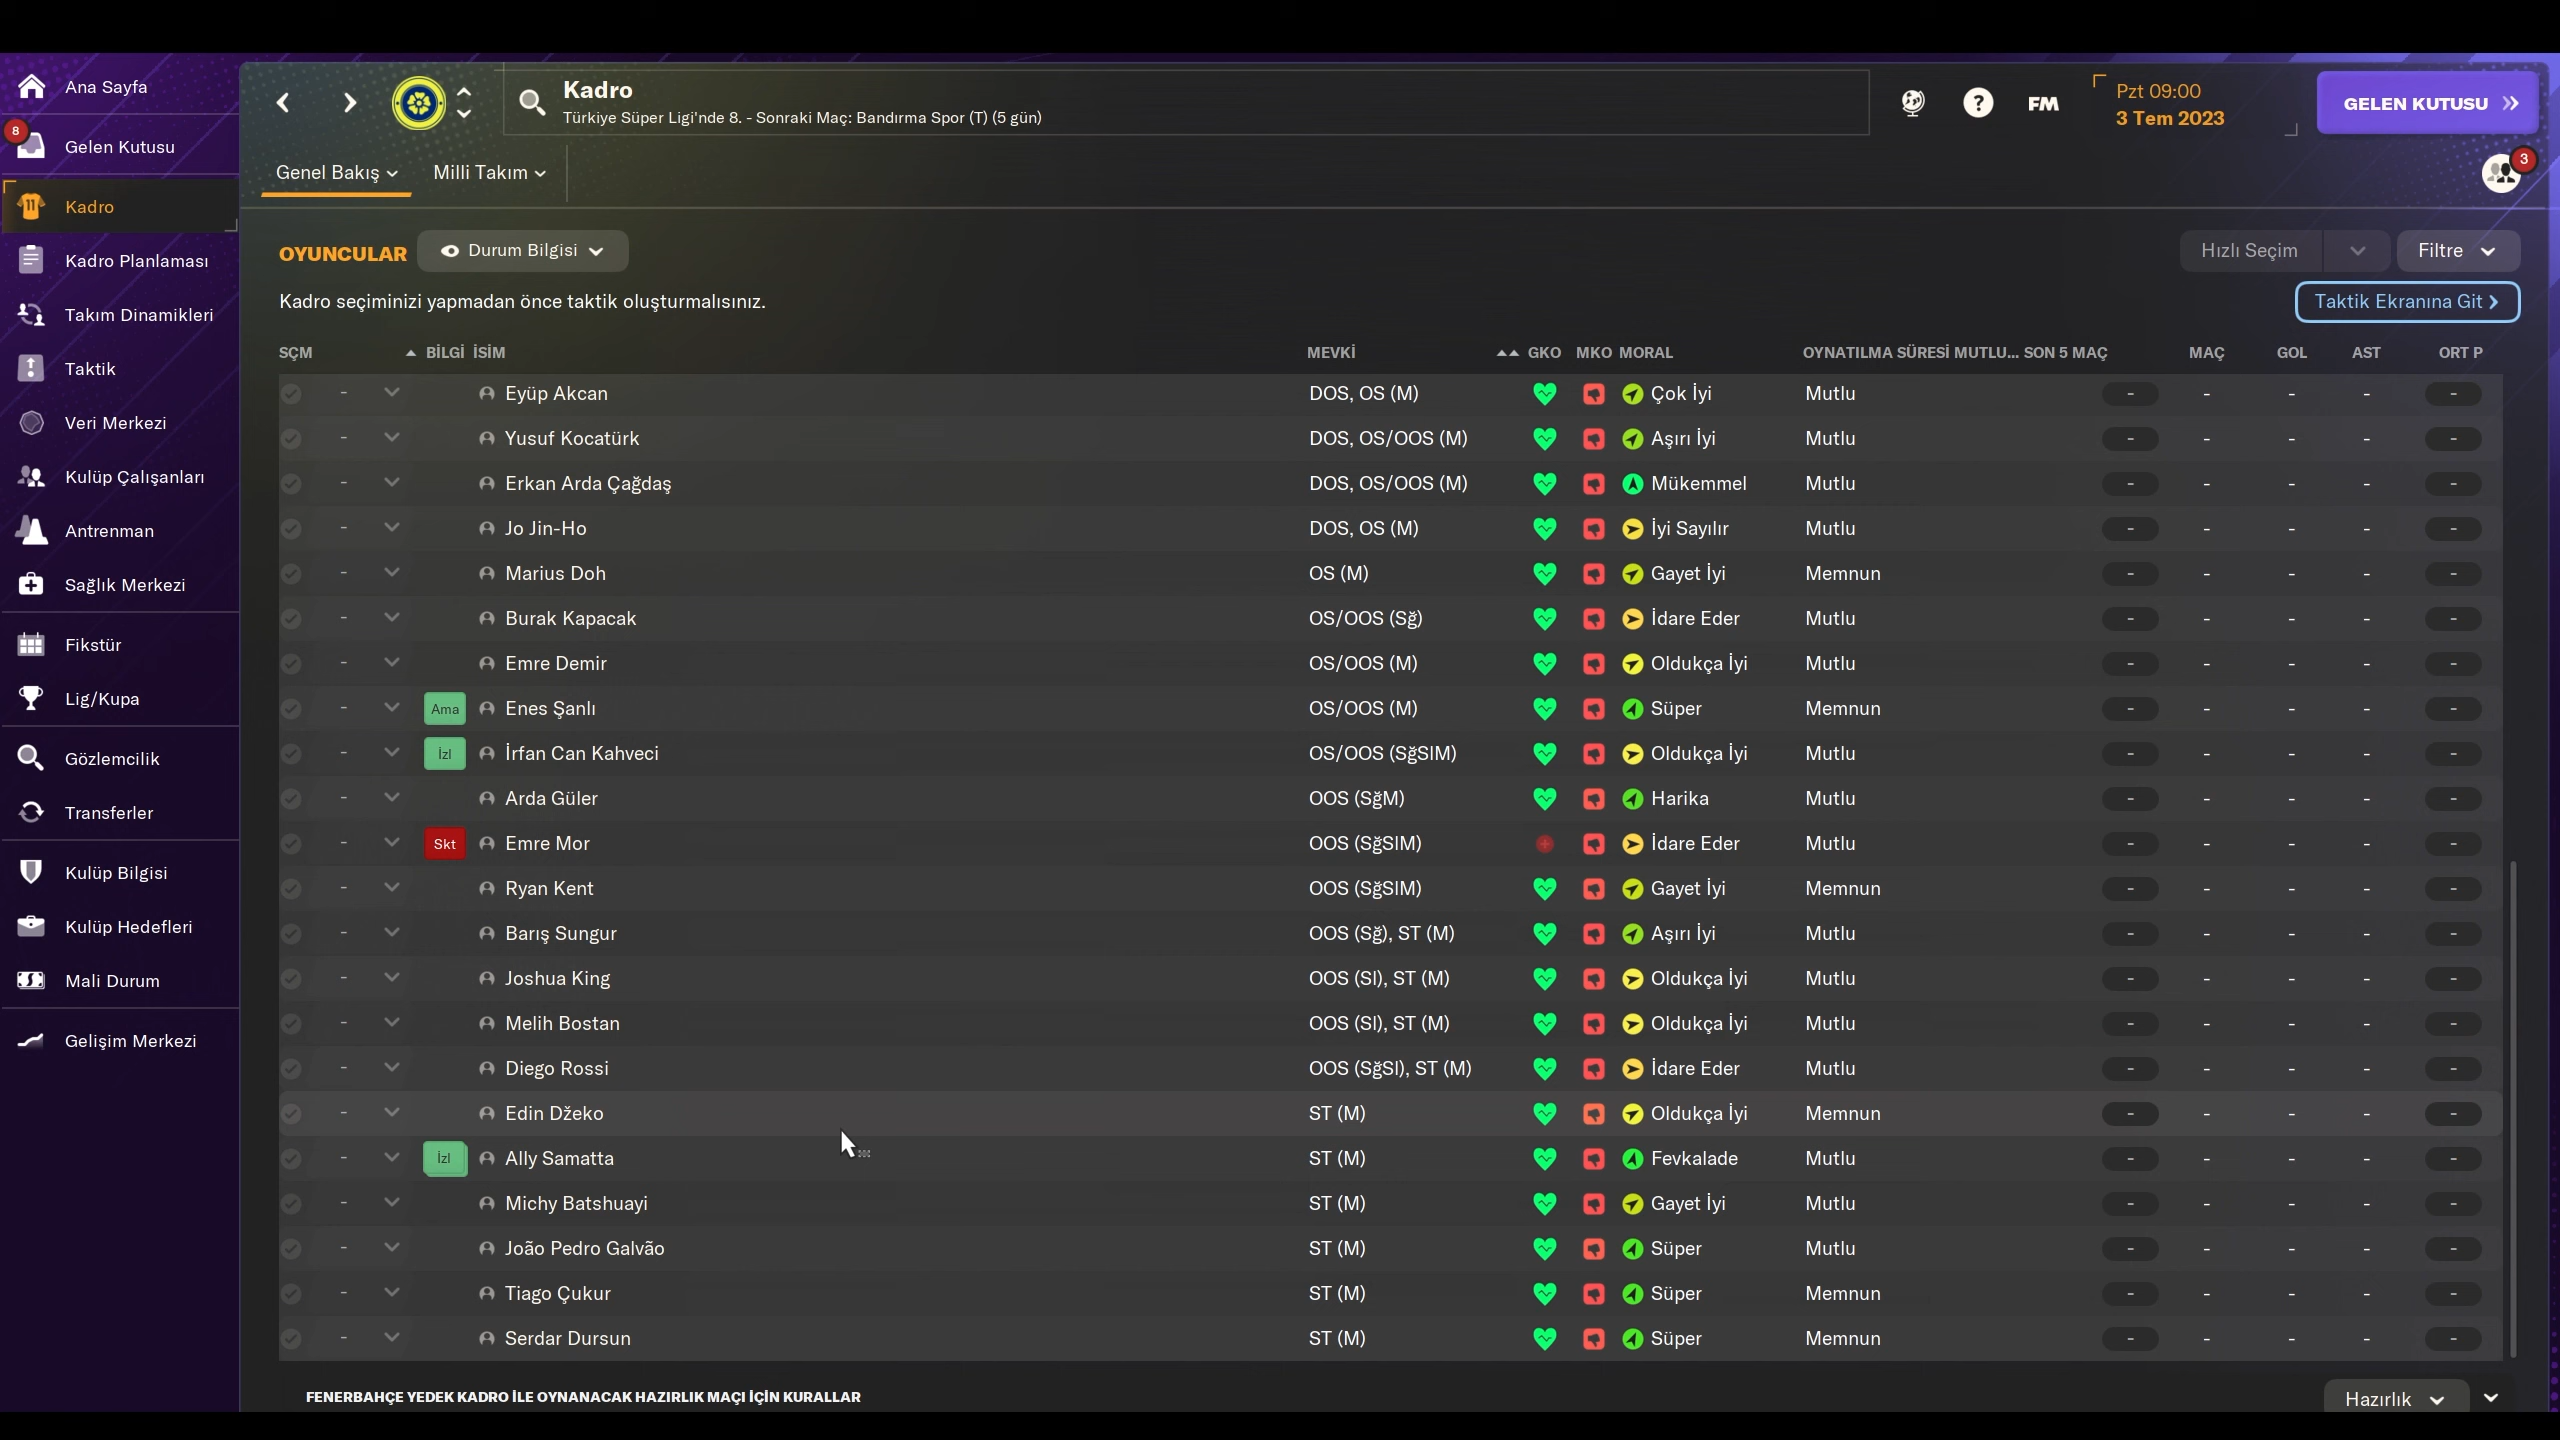 Ana Sayfa
8
Gelen Kutusu
11
Kadro
Kadro Planlaması
Takım Dinamikleri
Taktik
Veri Merkezi
Kulüp Çalışanları
Antrenman
Sağlık Merkezi
Fikstür
Lig/Kupa
Gözlemcilik
Transferler
Kulüp Bilgisi
Kulüp Hedefleri
Mali Durum
Gelişim Merkezi
Kadro
Türkiye Süper Ligi'nde 8. - Sonraki Maç: Bandırma Spor (T) (5 gün)
? FM
Pzt 09:00
3 Tem 2023
GELEN KUTUSU
Genel Bakış Milli Takım
3
OYUNCULAR Durum Bilgisi Hızlı Seçim Filtre
Kadro seçiminizi yapmadan önce taktik oluşturmalısınız. Taktik Ekranına Git
SÇM BİLGİ İSİM MEVKİ GKO MKO MORAL OYNATILMA SÜRESİ MUTLU... SON 5 MAÇ MAÇ GOL AST ORT P
- Eyüp Akcan DOS, OS (M) Çok İyi Mutlu - - - - -
- Yusuf Kocatürk DOS, OS/OOS (M) Aşırı İyi Mutlu - - - - -
- Erkan Arda Çağdaş DOS, OS/OOS (M) Mükemmel Mutlu - - - - -
- Jo Jin-Ho DOS, OS (M) İyi Sayılır Mutlu - - - - -
- Marius Doh OS (M) Gayet İyi Memnun - - - - -
- Burak Kapacak OS/OOS (Sğ) İdare Eder Mutlu - - - - -
- Emre Demir OS/OOS (M) Oldukça İyi Mutlu - - - - -
- Ama Enes Şanlı OS/OOS (M) Süper Memnun - - - - -
- İzl İrfan Can Kahveci OS/OOS (SğSlM) Oldukça İyi Mutlu - - - - -
- Arda Güler OOS (SğM) Harika Mutlu - - - - -
- Skt Emre Mor OOS (SğSlM) İdare Eder Mutlu - - - - -
- Ryan Kent OOS (SğSlM) Gayet İyi Memnun - - - - -
- Barış Sungur OOS (Sğ), ST (M) Aşırı İyi Mutlu - - - - -
- Joshua King OOS (Sl), ST (M) Oldukça İyi Mutlu - - - - -
- Melih Bostan OOS (Sl), ST (M) Oldukça İyi Mutlu - - - - -
- Diego Rossi OOS (SğSl), ST (M) İdare Eder Mutlu - - - - -
- Edin Džeko ST (M) Oldukça İyi Memnun - - - - -
- İzl Ally Samatta ST (M) Fevkalade Mutlu - - - - -
- Michy Batshuayi ST (M) Gayet İyi Mutlu - - - - -
- João Pedro Galvão ST (M) Süper Mutlu - - - - -
- Tiago Çukur ST (M) Süper Memnun - - - - -
- Serdar Dursun ST (M) Süper Memnun - - - - -
FENERBAHÇE YEDEK KADRO İLE OYNANACAK HAZIRLIK MAÇI İÇİN KURALLAR Hazırlık